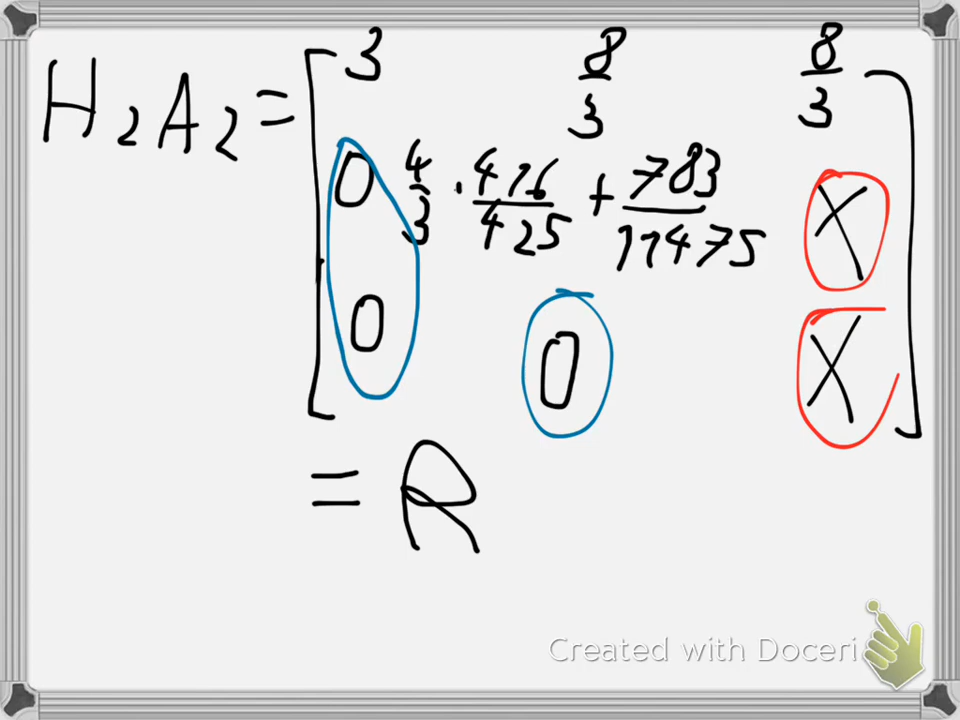 H₂A₂ = [ 3 8/3 8/3
0 4/3 · 416/425 + 783/11475 X
0 0 X ]
= R
Created with Doceri